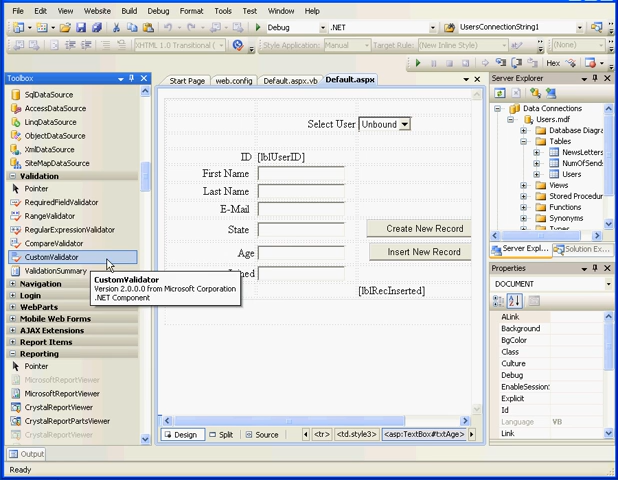 File Edit View Website Build Debug Format Tools Test Window Help
Debug .NET UsersConnectionString1
XHTML 1.0 Transitional ( Style Application: Manual Target Rule: (New Inline Style) (None)
Hex
Toolbox
SqlDataSource
AccessDataSource
LinqDataSource
ObjectDataSource
XmlDataSource
SiteMapDataSource
Validation
Pointer
RequiredFieldValidator
RangeValidator
RegularExpressionValidator
CompareValidator
CustomValidator
ValidationSummary
CustomValidator
Version 2.0.0.0 from Microsoft Corporation
.NET Component
Navigation
Login
WebParts
Mobile Web Forms
AJAX Extensions
Report Items
Reporting
Pointer
MicrosoftReportViewer
MicrosoftReportViewer
CrystalReportViewer
CrystalReportPartsViewer
CrystalReportViewer
Start Page web.config Default.aspx.vb Default.aspx
Select User Unbound
ID [lblUserID]
First Name
Last Name
E-Mail
State Create New Record
Age Insert New Record
[lblRecInserted]
Design Split Source <tr> <td.style3> <asp:TextBox#txtAge>
Server Explorer
Data Connections
Users.mdf
Database Diagra
Tables
NewsLetters
NumOfSends
Users
Views
Stored Procedur
Functions
Synonyms
Types
Server Expl... Solution Ex...
Properties
DOCUMENT
ALink
Background
BgColor
Class
Culture
Debug
EnableSession
Explicit
Id
Language VB
Link
Output
Ready